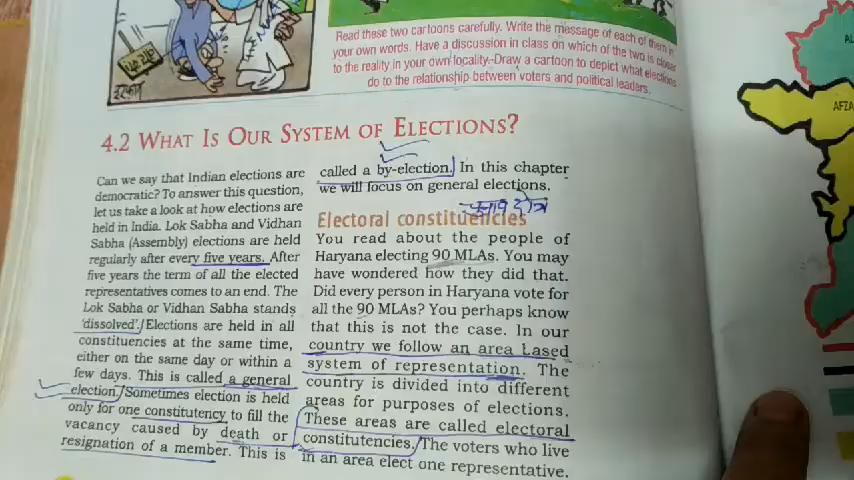 Read these two cartoons carefully. Write the message of each of them in
your own words. Have a discussion in class on which of the two is closer
to the reality in your own locality. Draw a cartoon to depict what elections
do to the relationship between voters and political leaders.
4.2 WHAT IS OUR SYSTEM OF ELECTIONS?
Can we say that Indian elections are
democratic? To answer this question,
let us take a look at how elections are
held in India. Lok Sabha and Vidhan
Sabha (Assembly) elections are held
regularly after every five years. After
five years the term of all the elected
representatives comes to an end. The
Lok Sabha or Vidhan Sabha stands
'dissolved'. Elections are held in all
constituencies at the same time,
either on the same day or within a
few days. This is called a general
election. Sometimes election is held
only for one constitutency to fill the
vacancy caused by death or
resignation of a member. This is
called a by-election. In this chapter
we will focus on general elections.
चुनाव क्षेत्र
Electoral constituencies
You read about the people of
Haryana electing 90 MLAs. You may
have wondered how they did that.
Did every person in Haryana vote for
all the 90 MLAs? You perhaps know
that this is not the case. In our
country we follow an area based
system of representation. The
country is divided into different
areas for purposes of elections.
These areas are called electoral
constitutencies. The voters who live
in an area elect one representative.
AFZA